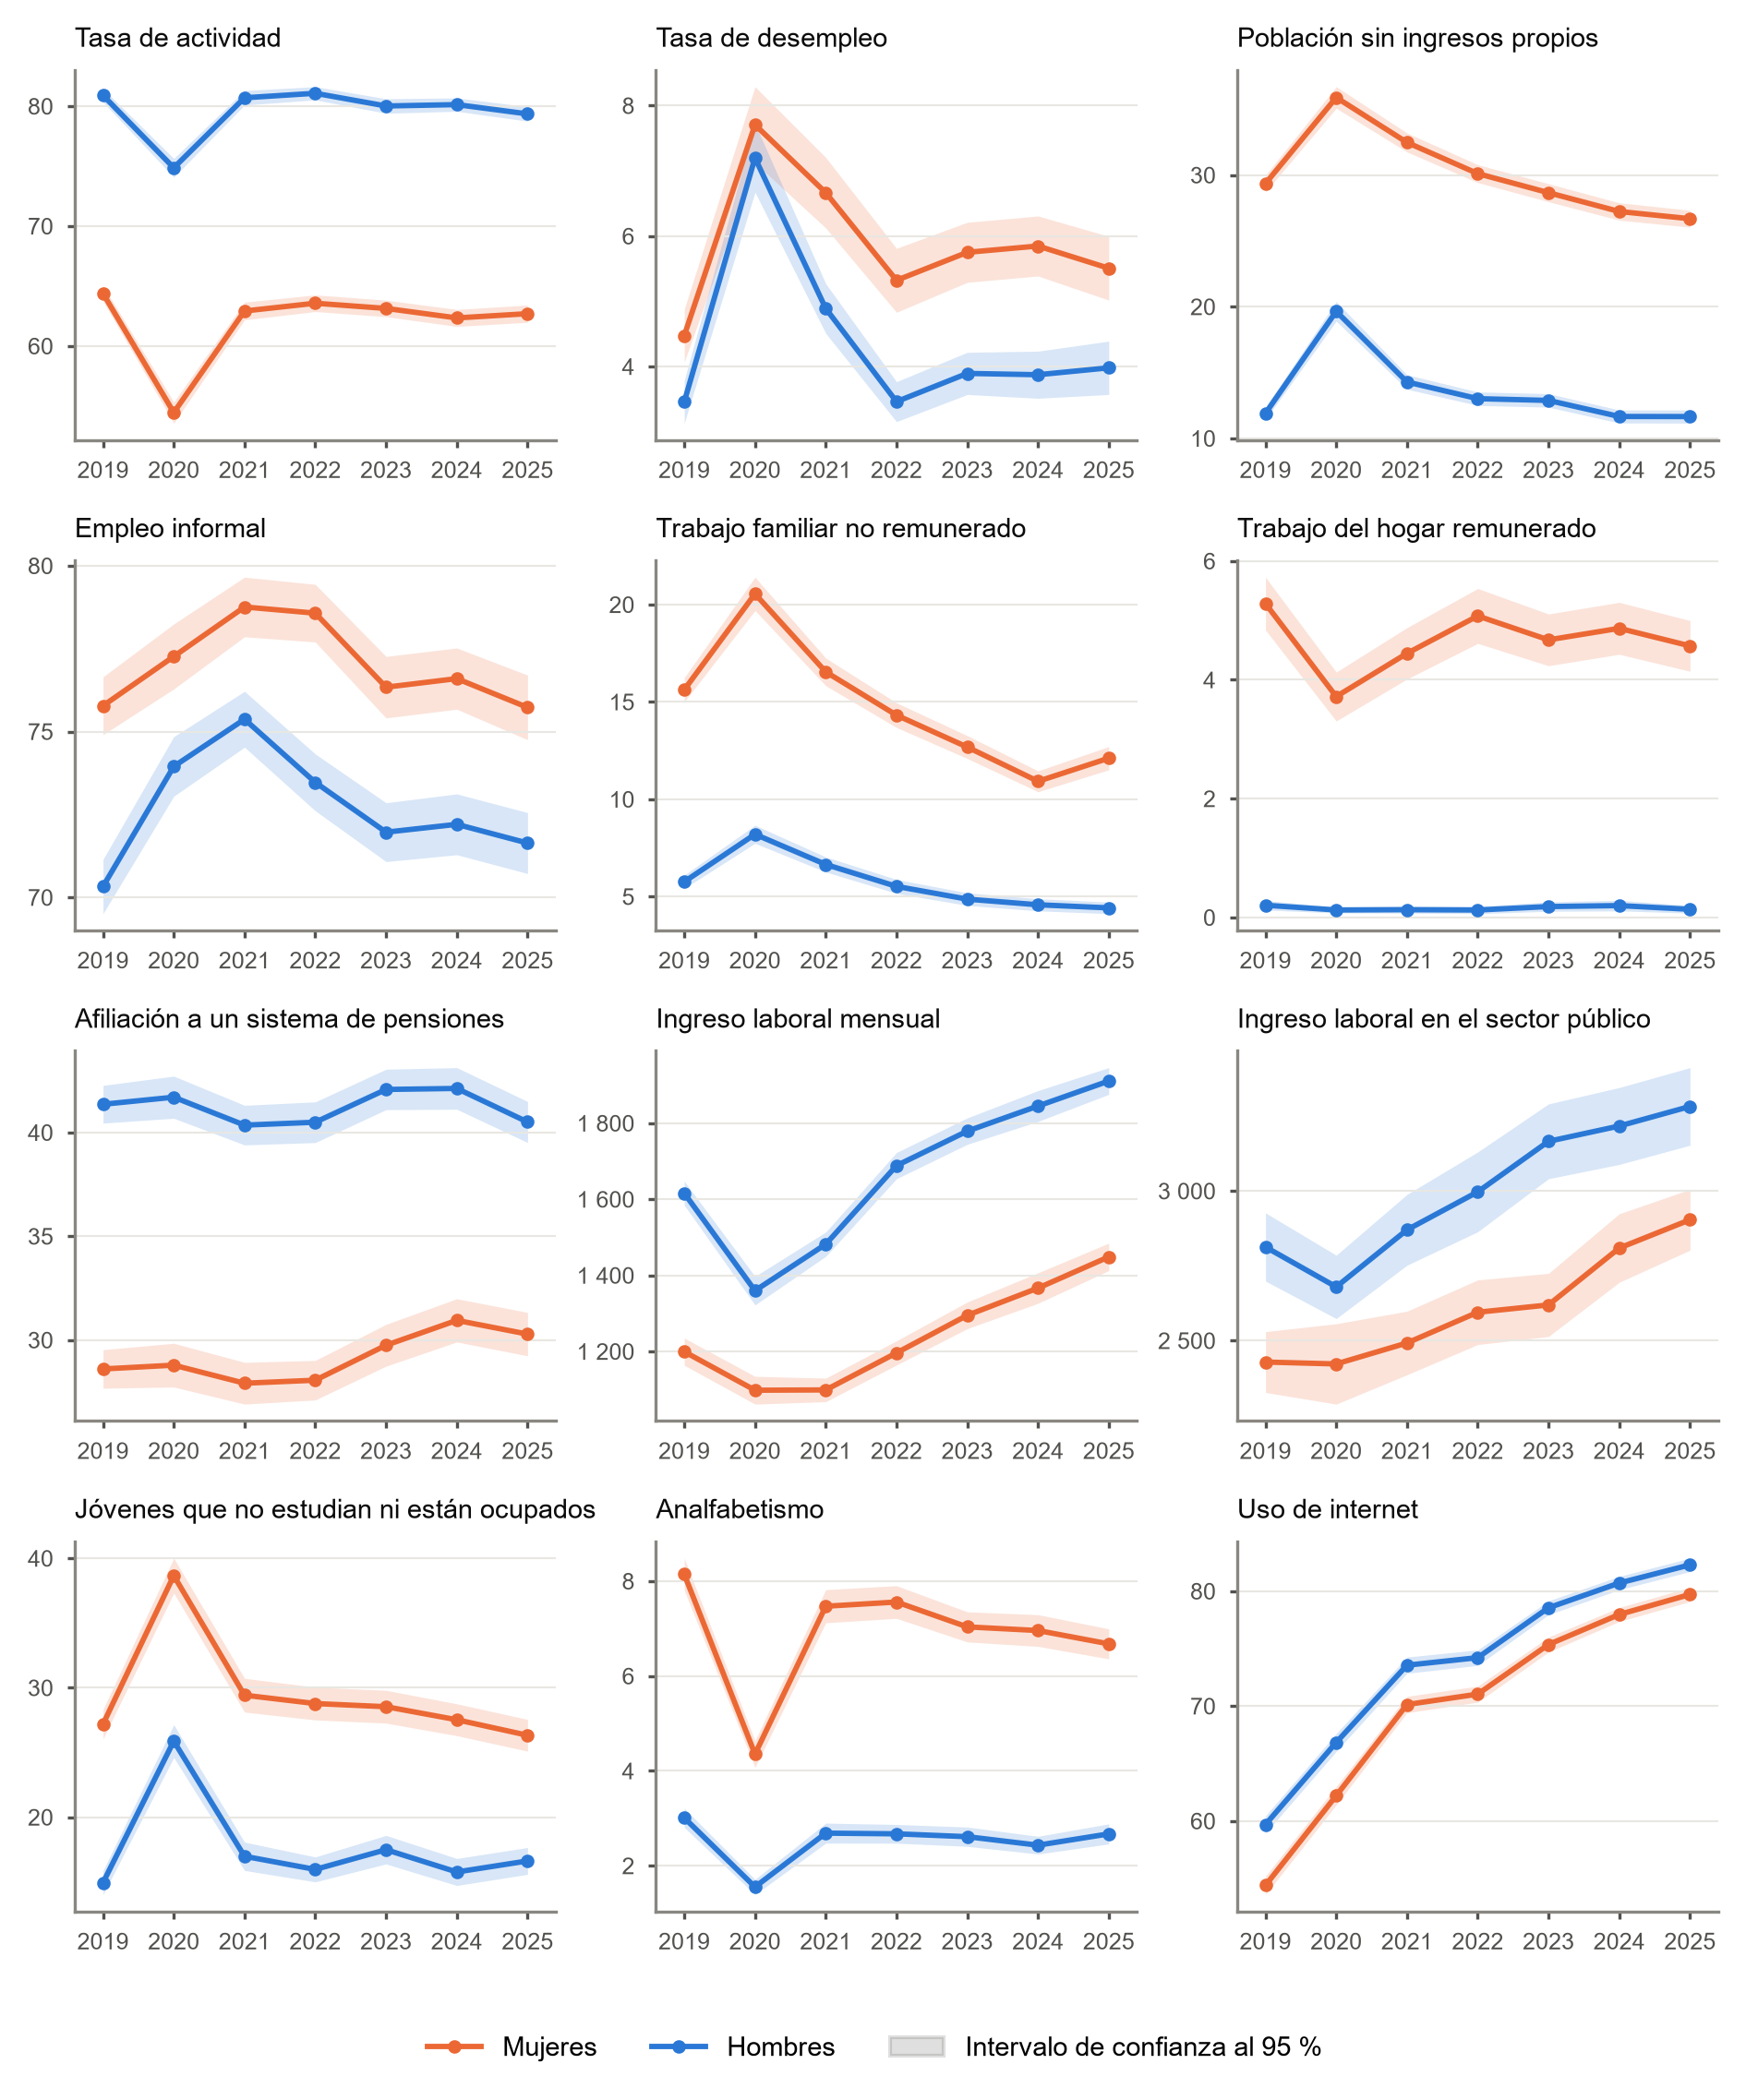 Tasa de actividad
Tasa de desempleo
Población sin ingresos propios
80
70
60
2019 2020 2021 2022 2023 2024 2025
8
6
4
2019 2020 2021 2022 2023 2024 2025
30
20
10
2019 2020 2021 2022 2023 2024 2025
Empleo informal
Trabajo familiar no remunerado
Trabajo del hogar remunerado
80
75
70
2019 2020 2021 2022 2023 2024 2025
20
15
10
5
2019 2020 2021 2022 2023 2024 2025
6
4
2
0
2019 2020 2021 2022 2023 2024 2025
Afiliación a un sistema de pensiones
Ingreso laboral mensual
Ingreso laboral en el sector público
40
35
30
2019 2020 2021 2022 2023 2024 2025
1 800
1 600
1 400
1 200
2019 2020 2021 2022 2023 2024 2025
3 000
2 500
2019 2020 2021 2022 2023 2024 2025
Jóvenes que no estudian ni están ocupados
Analfabetismo
Uso de internet
40
30
20
2019 2020 2021 2022 2023 2024 2025
8
6
4
2
2019 2020 2021 2022 2023 2024 2025
80
70
60
2019 2020 2021 2022 2023 2024 2025
Mujeres
Hombres
Intervalo de confianza al 95 %